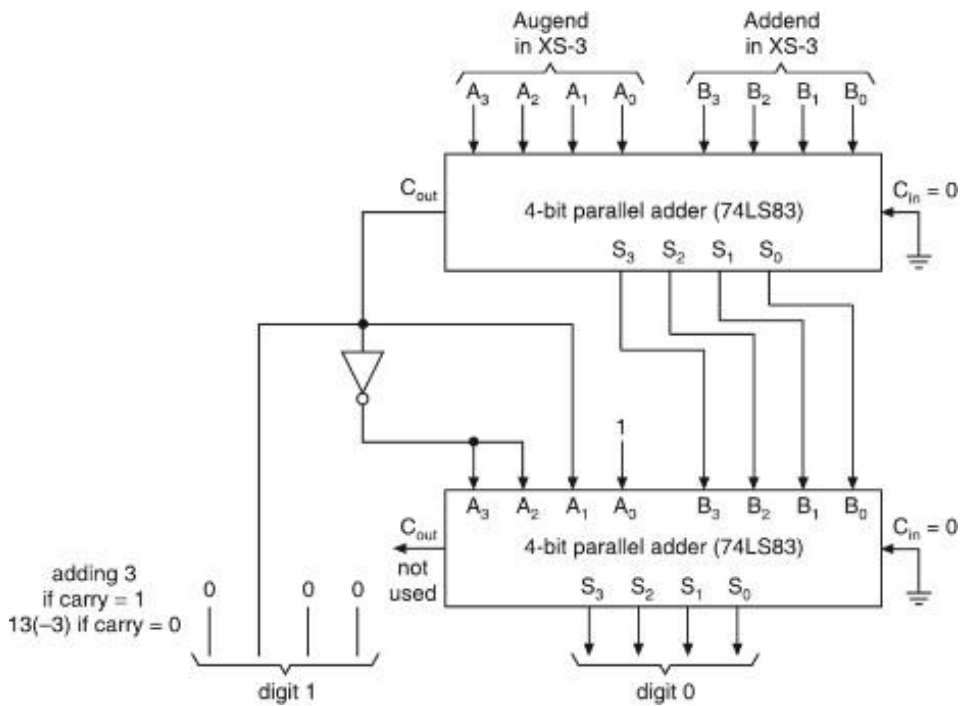 Augend
in XS-3
Addend
in XS-3
A₃ A₂ A₁ A₀ B₃ B₂ B₁ B₀
Cout
4-bit parallel adder (74LS83)
Cin = 0
S₃ S₂ S₁ S₀
1
A₃ A₂ A₁ A₀ B₃ B₂ B₁ B₀
Cout
not
used
4-bit parallel adder (74LS83)
Cin = 0
S₃ S₂ S₁ S₀
adding 3
if carry = 1
13(–3) if carry = 0
0 0 0
digit 1
digit 0